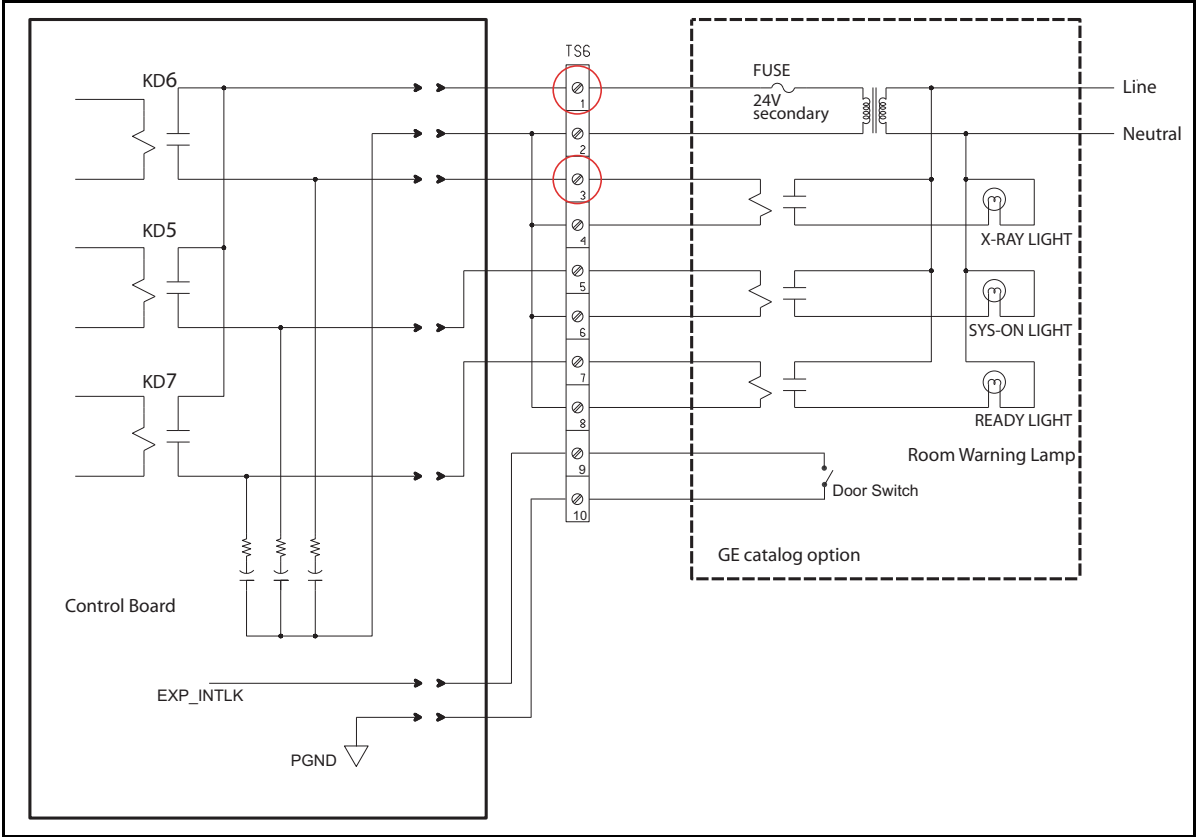 TS6
KD6
FUSE
24V
secondary
Line
1
Neutral
2
3
KD5
4
X-RAY LIGHT
5
6
SYS-ON LIGHT
KD7
7
8
READY LIGHT
9
Room Warning Lamp
Door Switch
10
GE catalog option
Control Board
EXP_INTLK
PGND